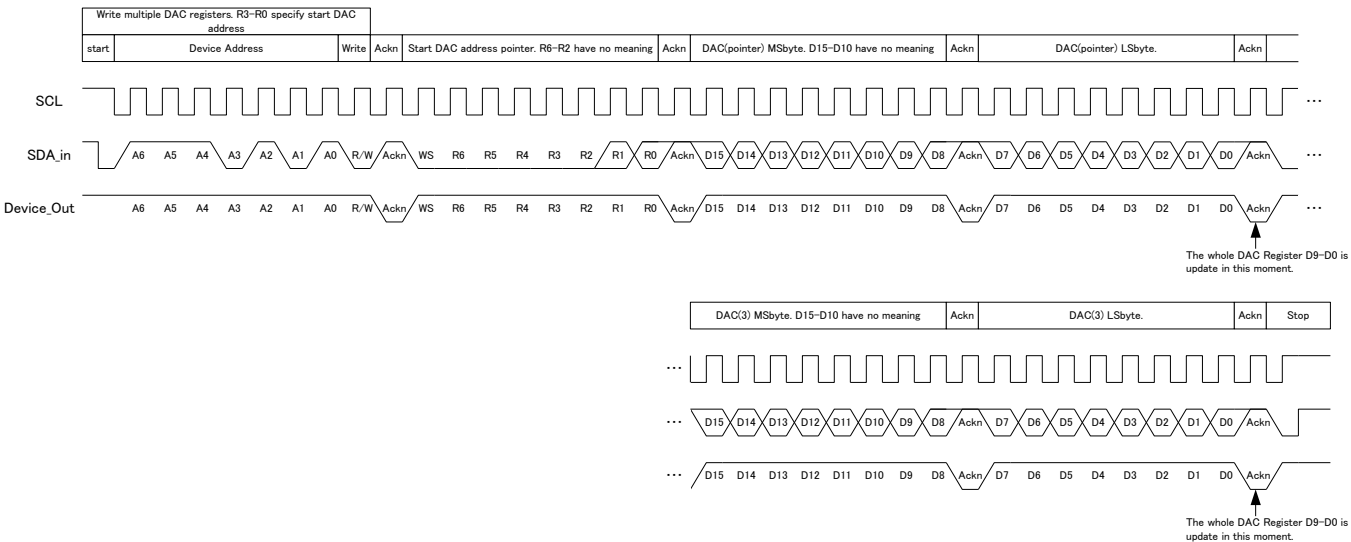 Write multiple DAC registers. R3-R0 specify start DAC
address
start Device Address Write Ackn Start DAC address pointer. R6-R2 have no meaning Ackn DAC(pointer) MSbyte. D15-D10 have no meaning Ackn DAC(pointer) LSbyte. Ackn
SCL ...
SDA_in A6 A5 A4 A3 A2 A1 A0 R/W Ackn WS R6 R5 R4 R3 R2 R1 R0 Ackn D15 D14 D13 D12 D11 D10 D9 D8 Ackn D7 D6 D5 D4 D3 D2 D1 D0 Ackn ...
Device_Out A6 A5 A4 A3 A2 A1 A0 R/W Ackn WS R6 R5 R4 R3 R2 R1 R0 Ackn D15 D14 D13 D12 D11 D10 D9 D8 Ackn D7 D6 D5 D4 D3 D2 D1 D0 Ackn ...
The whole DAC Register D9-D0 is
update in this moment.
DAC(3) MSbyte. D15-D10 have no meaning Ackn DAC(3) LSbyte. Ackn Stop
...
... D15 D14 D13 D12 D11 D10 D9 D8 Ackn D7 D6 D5 D4 D3 D2 D1 D0 Ackn
... D15 D14 D13 D12 D11 D10 D9 D8 Ackn D7 D6 D5 D4 D3 D2 D1 D0 Ackn
The whole DAC Register D9-D0 is
update in this moment.